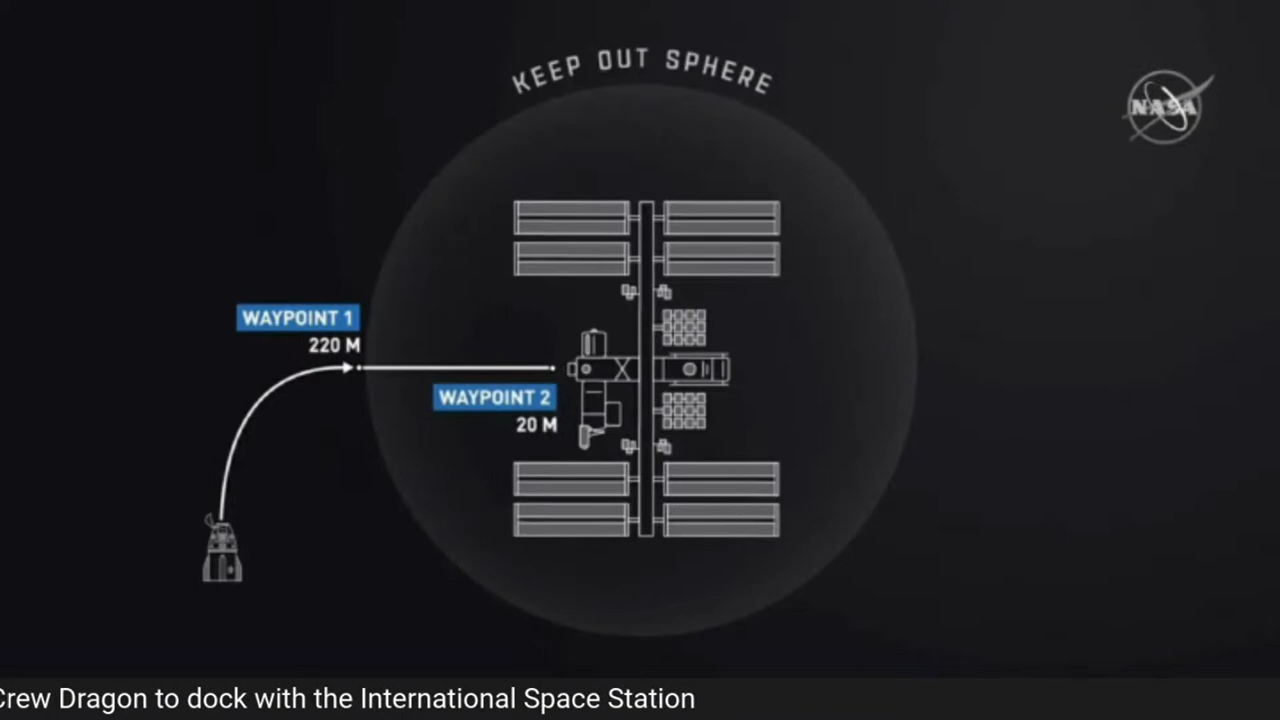 KEEP OUT SPHERE
NASA
WAYPOINT 1
220 M
WAYPOINT 2
20 M
Crew Dragon to dock with the International Space Station